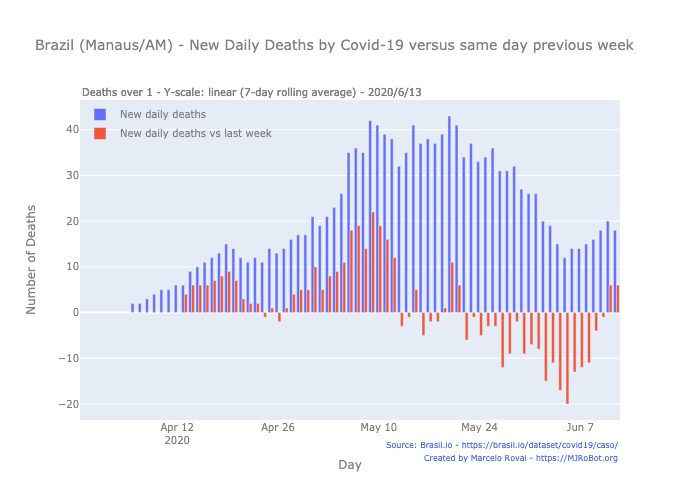 Brazil (Manaus/AM) - New Daily Deaths by Covid-19 versus same day previous week
Deaths over 1 - Y-scale: linear (7-day rolling average) - 2020/6/13
New daily deaths
New daily deaths vs last week
Number of Deaths
40
30
20
10
0
−10
−20
Apr 12
2020
Apr 26
May 10
May 24
Jun 7
Day
Source: Brasil.io - https://brasil.io/dataset/covid19/caso/
Created by Marcelo Rovai - https://MJRoBot.org